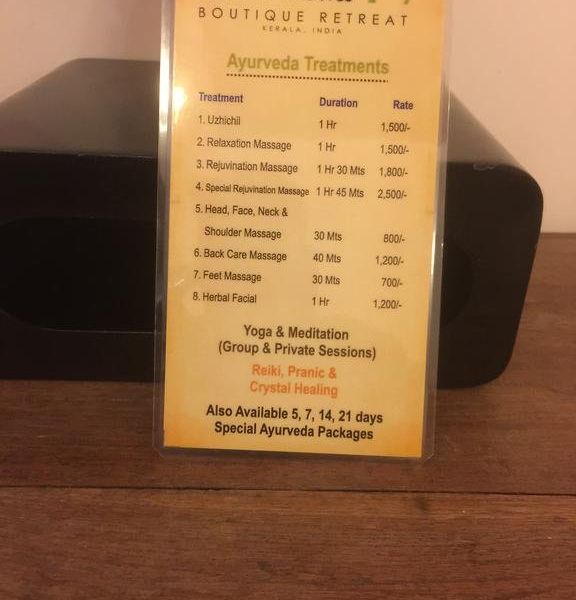 BOUTIQUE RETREAT
KERALA, INDIA
Ayurveda Treatments
Treatment Duration Rate
1. Uzhichil 1 Hr 1,500/-
2. Relaxation Massage 1 Hr 1,500/-
3. Rejuvination Massage 1 Hr 30 Mts 1,800/-
4. Special Rejuvination Massage 1 Hr 45 Mts 2,500/-
5. Head, Face, Neck &
Shoulder Massage 30 Mts 800/-
6. Back Care Massage 40 Mts 1,200/-
7. Feet Massage 30 Mts 700/-
8. Herbal Facial 1 Hr 1,200/-
Yoga & Meditation
(Group & Private Sessions)
Reiki, Pranic &
Crystal Healing
Also Available 5, 7, 14, 21 days
Special Ayurveda Packages